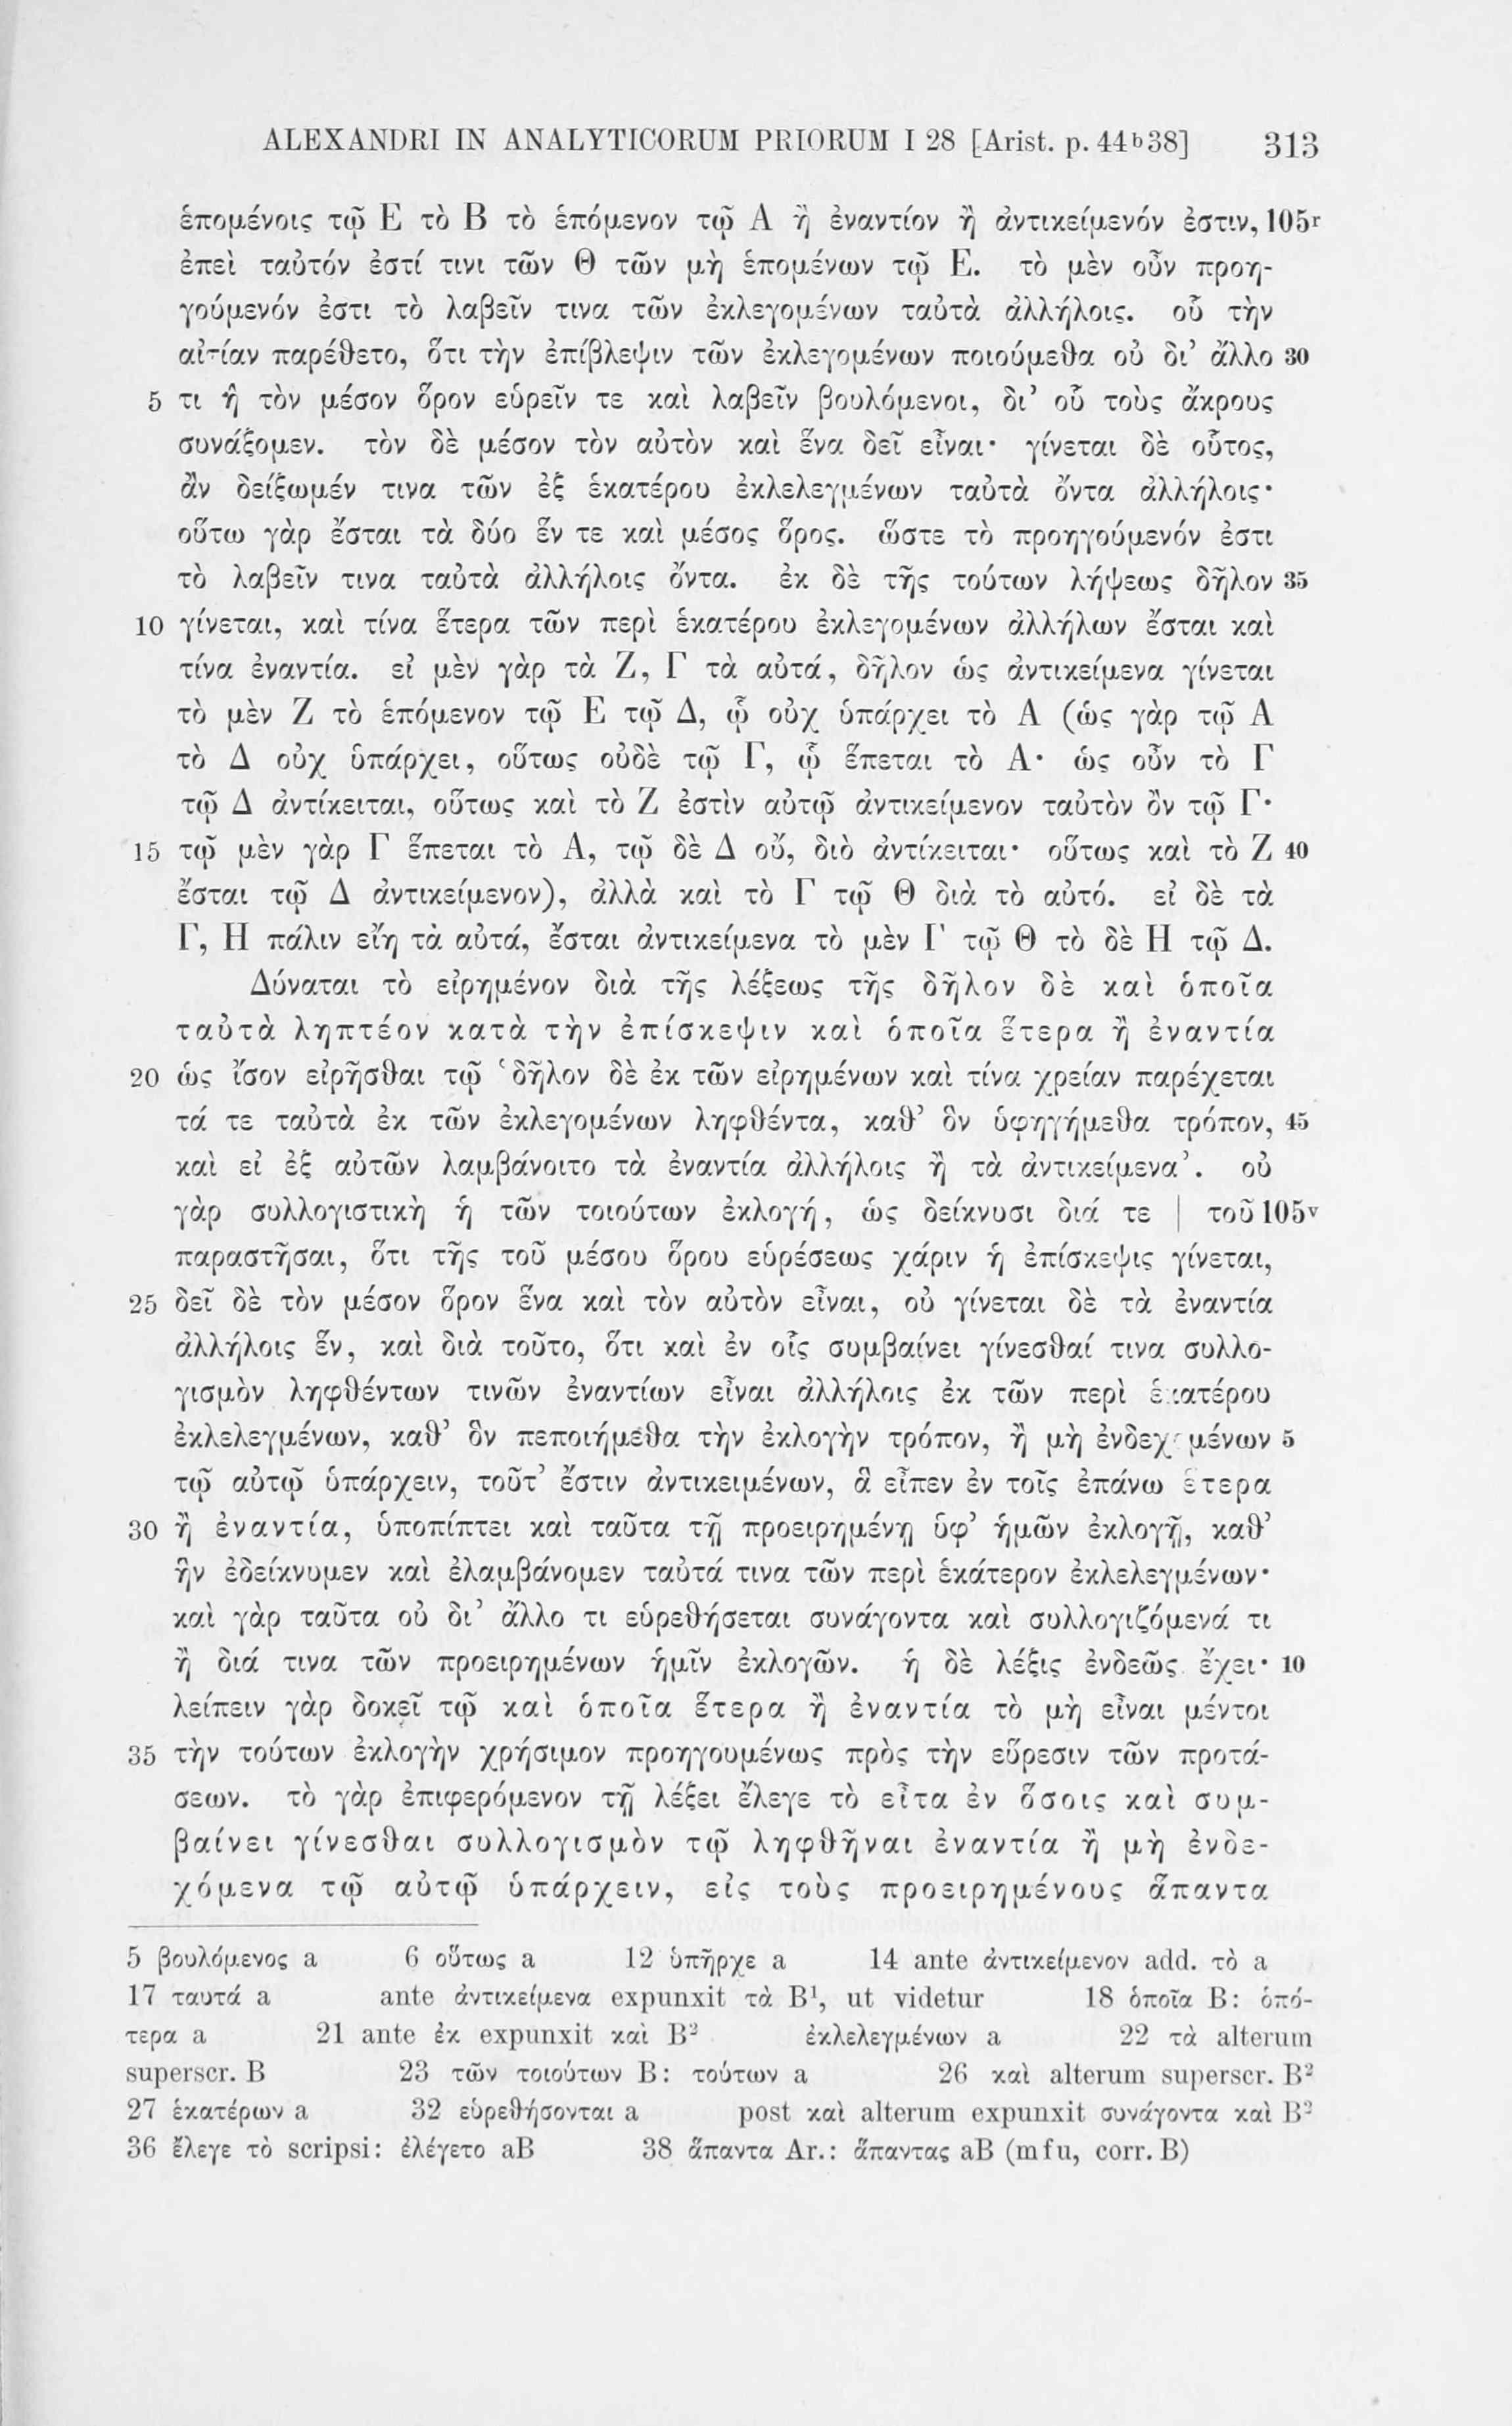 ALEXANDRI IN ANALYTICORUM PRIORUM I 28 [Arist. p. 44ᵇ38] 313
ἑπομένοις τῷ Ε τὸ Β τὸ ἑπόμενον τῷ Α ἢ ἐναντίον ἢ ἀντικείμενόν ἐστιν, 105ʳ
ἐπεὶ ταὐτόν ἐστί τινι τῶν Θ τῶν μὴ ἑπομένων τῷ Ε. τὸ μὲν οὖν προη-
γούμενόν ἐστι τὸ λαβεῖν τινα τῶν ἐκλεγομένων ταὐτὰ ἀλλήλοις. οὗ τὴν
αἰτίαν παρέθετο, ὅτι τὴν ἐπίβλεψιν τῶν ἐκλεγομένων ποιούμεθα οὐ δι’ ἄλλο 30
5 τι ἢ τὸν μέσον ὅρον εὑρεῖν τε καὶ λαβεῖν βουλόμενοι, δι’ οὗ τοὺς ἄκρους
συνάξομεν. τὸν δὲ μέσον τὸν αὐτὸν καὶ ἕνα δεῖ εἶναι· γίνεται δὲ οὗτος,
ἂν δείξωμέν τινα τῶν ἐξ ἑκατέρου ἐκλελεγμένων ταὐτὰ ὄντα ἀλλήλοις·
οὕτω γὰρ ἔσται τὰ δύο ἕν τε καὶ μέσος ὅρος. ὥστε τὸ προηγούμενόν ἐστι
τὸ λαβεῖν τινα ταὐτὰ ἀλλήλοις ὄντα. ἐκ δὲ τῆς τούτων λήψεως δῆλον 35
10 γίνεται, καὶ τίνα ἕτερα τῶν περὶ ἑκατέρου ἐκλεγομένων ἀλλήλων ἔσται καὶ
τίνα ἐναντία. εἰ μὲν γὰρ τὰ Ζ, Γ τὰ αὐτά, δῆλον ὡς ἀντικείμενα γίνεται
τὸ μὲν Ζ τὸ ἑπόμενον τῷ Ε τῷ Δ, ᾧ οὐχ ὑπάρχει τὸ Α (ὡς γὰρ τῷ Α
τὸ Δ οὐχ ὑπάρχει, οὕτως οὐδὲ τῷ Γ, ᾧ ἕπεται τὸ Α· ὡς οὖν τὸ Γ
τῷ Δ ἀντίκειται, οὕτως καὶ τὸ Ζ ἐστὶν αὐτῷ ἀντικείμενον ταὐτὸν ὂν τῷ Γ·
15 τῷ μὲν γὰρ Γ ἕπεται τὸ Α, τῷ δὲ Δ οὔ, διὸ ἀντίκειται· οὕτως καὶ τὸ Ζ 40
ἔσται τῷ Δ ἀντικείμενον), ἀλλὰ καὶ τὸ Γ τῷ Θ διὰ τὸ αὐτό. εἰ δὲ τὰ
Γ, Η πάλιν εἴη τὰ αὐτά, ἔσται ἀντικείμενα τὸ μὲν Γ τῷ Θ τὸ δὲ Η τῷ Δ.
Δύναται τὸ εἰρημένον διὰ τῆς λέξεως τῆς δῆλον δὲ καὶ ὁποῖα
ταὐτὰ ληπτέον κατὰ τὴν ἐπίσκεψιν καὶ ὁποῖα ἕτερα ἢ ἐναντία
20 ὡς ἴσον εἰρῆσθαι τῷ ‘δῆλον δὲ ἐκ τῶν εἰρημένων καὶ τίνα χρείαν παρέχεται
τά τε ταὐτὰ ἐκ τῶν ἐκλεγομένων ληφθέντα, καθ’ ὃν ὑφηγήμεθα τρόπον, 45
καὶ εἰ ἐξ αὐτῶν λαμβάνοιτο τὰ ἐναντία ἀλλήλοις ἢ τὰ ἀντικείμενα’. οὐ
γὰρ συλλογιστικὴ ἡ τῶν τοιούτων ἐκλογή, ὡς δείκνυσι διά τε | τοῦ 105ᵛ
παραστῆσαι, ὅτι τῆς τοῦ μέσου ὅρου εὑρέσεως χάριν ἡ ἐπίσκεψις γίνεται,
25 δεῖ δὲ τὸν μέσον ὅρον ἕνα καὶ τὸν αὐτὸν εἶναι, οὐ γίνεται δὲ τὰ ἐναντία
ἀλλήλοις ἕν, καὶ διὰ τοῦτο, ὅτι καὶ ἐν οἷς συμβαίνει γίνεσθαί τινα συλλο-
γισμὸν ληφθέντων τινῶν ἐναντίων εἶναι ἀλλήλοις ἐκ τῶν περὶ ἑκατέρου
ἐκλελεγμένων, καθ’ ὃν πεποιήμεθα τὴν ἐκλογὴν τρόπον, ἢ μὴ ἐνδεχομένων 5
τῷ αὐτῷ ὑπάρχειν, τοῦτ’ ἔστιν ἀντικειμένων, ἃ εἶπεν ἐν τοῖς ἐπάνω ἕτερα
30 ἢ ἐναντία, ὑποπίπτει καὶ ταῦτα τῇ προειρημένῃ ὑφ’ ἡμῶν ἐκλογῇ, καθ’
ἣν ἐδείκνυμεν καὶ ἐλαμβάνομεν ταὐτά τινα τῶν περὶ ἑκάτερον ἐκλελεγμένων·
καὶ γὰρ ταῦτα οὐ δι’ ἄλλο τι εὑρεθήσεται συνάγοντα καὶ συλλογιζόμενά τι
ἢ διά τινα τῶν προειρημένων ἡμῖν ἐκλογῶν. ἡ δὲ λέξις ἐνδεῶς ἔχει· 10
λείπειν γὰρ δοκεῖ τῷ καὶ ὁποῖα ἕτερα ἢ ἐναντία τὸ μὴ εἶναι μέντοι
35 τὴν τούτων ἐκλογὴν χρήσιμον προηγουμένως πρὸς τὴν εὕρεσιν τῶν προτά-
σεων. τὸ γὰρ ἐπιφερόμενον τῇ λέξει ἔλεγε τὸ εἶτα ἐν ὅσοις καὶ συμ-
βαίνει γίνεσθαι συλλογισμὸν τῷ ληφθῆναι ἐναντία ἢ μὴ ἐνδε-
χόμενα τῷ αὐτῷ ὑπάρχειν, εἰς τοὺς προειρημένους ἅπαντα
5 βουλόμενος a 6 οὕτως a 12 ὑπῆρχε a 14 ante ἀντικείμενον add. τὸ a
17 ταυτά a ante ἀντικείμενα expunxit τὰ B¹, ut videtur 18 ὁποῖα B: ὁπό-
τερα a 21 ante ἐκ expunxit καὶ B² ἐκλελεγμένων a 22 τὰ alterum
superscr. B 23 τῶν τοιούτων B: τούτων a 26 καὶ alterum superscr. B²
27 ἑκατέρων a 32 εὑρεθήσονται a post καὶ alterum expunxit συνάγοντα καὶ B²
36 ἔλεγε τὸ scripsi: ἐλέγετο aB 38 ἅπαντα Ar.: ἅπαντας aB (mfu, corr. B)